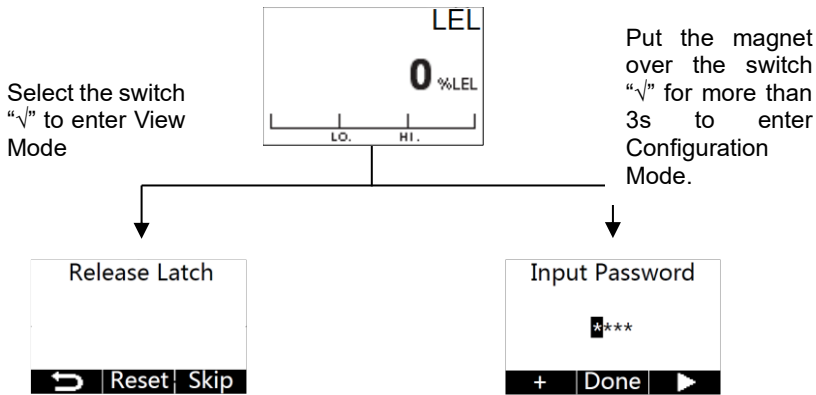 LEL
0 %LEL
LO. HI.
Select the switch
“√” to enter View
Mode
Put the magnet
over the switch
“√” for more than
3s to enter
Configuration
Mode.
Release Latch
Reset Skip
Input Password
****
+ Done